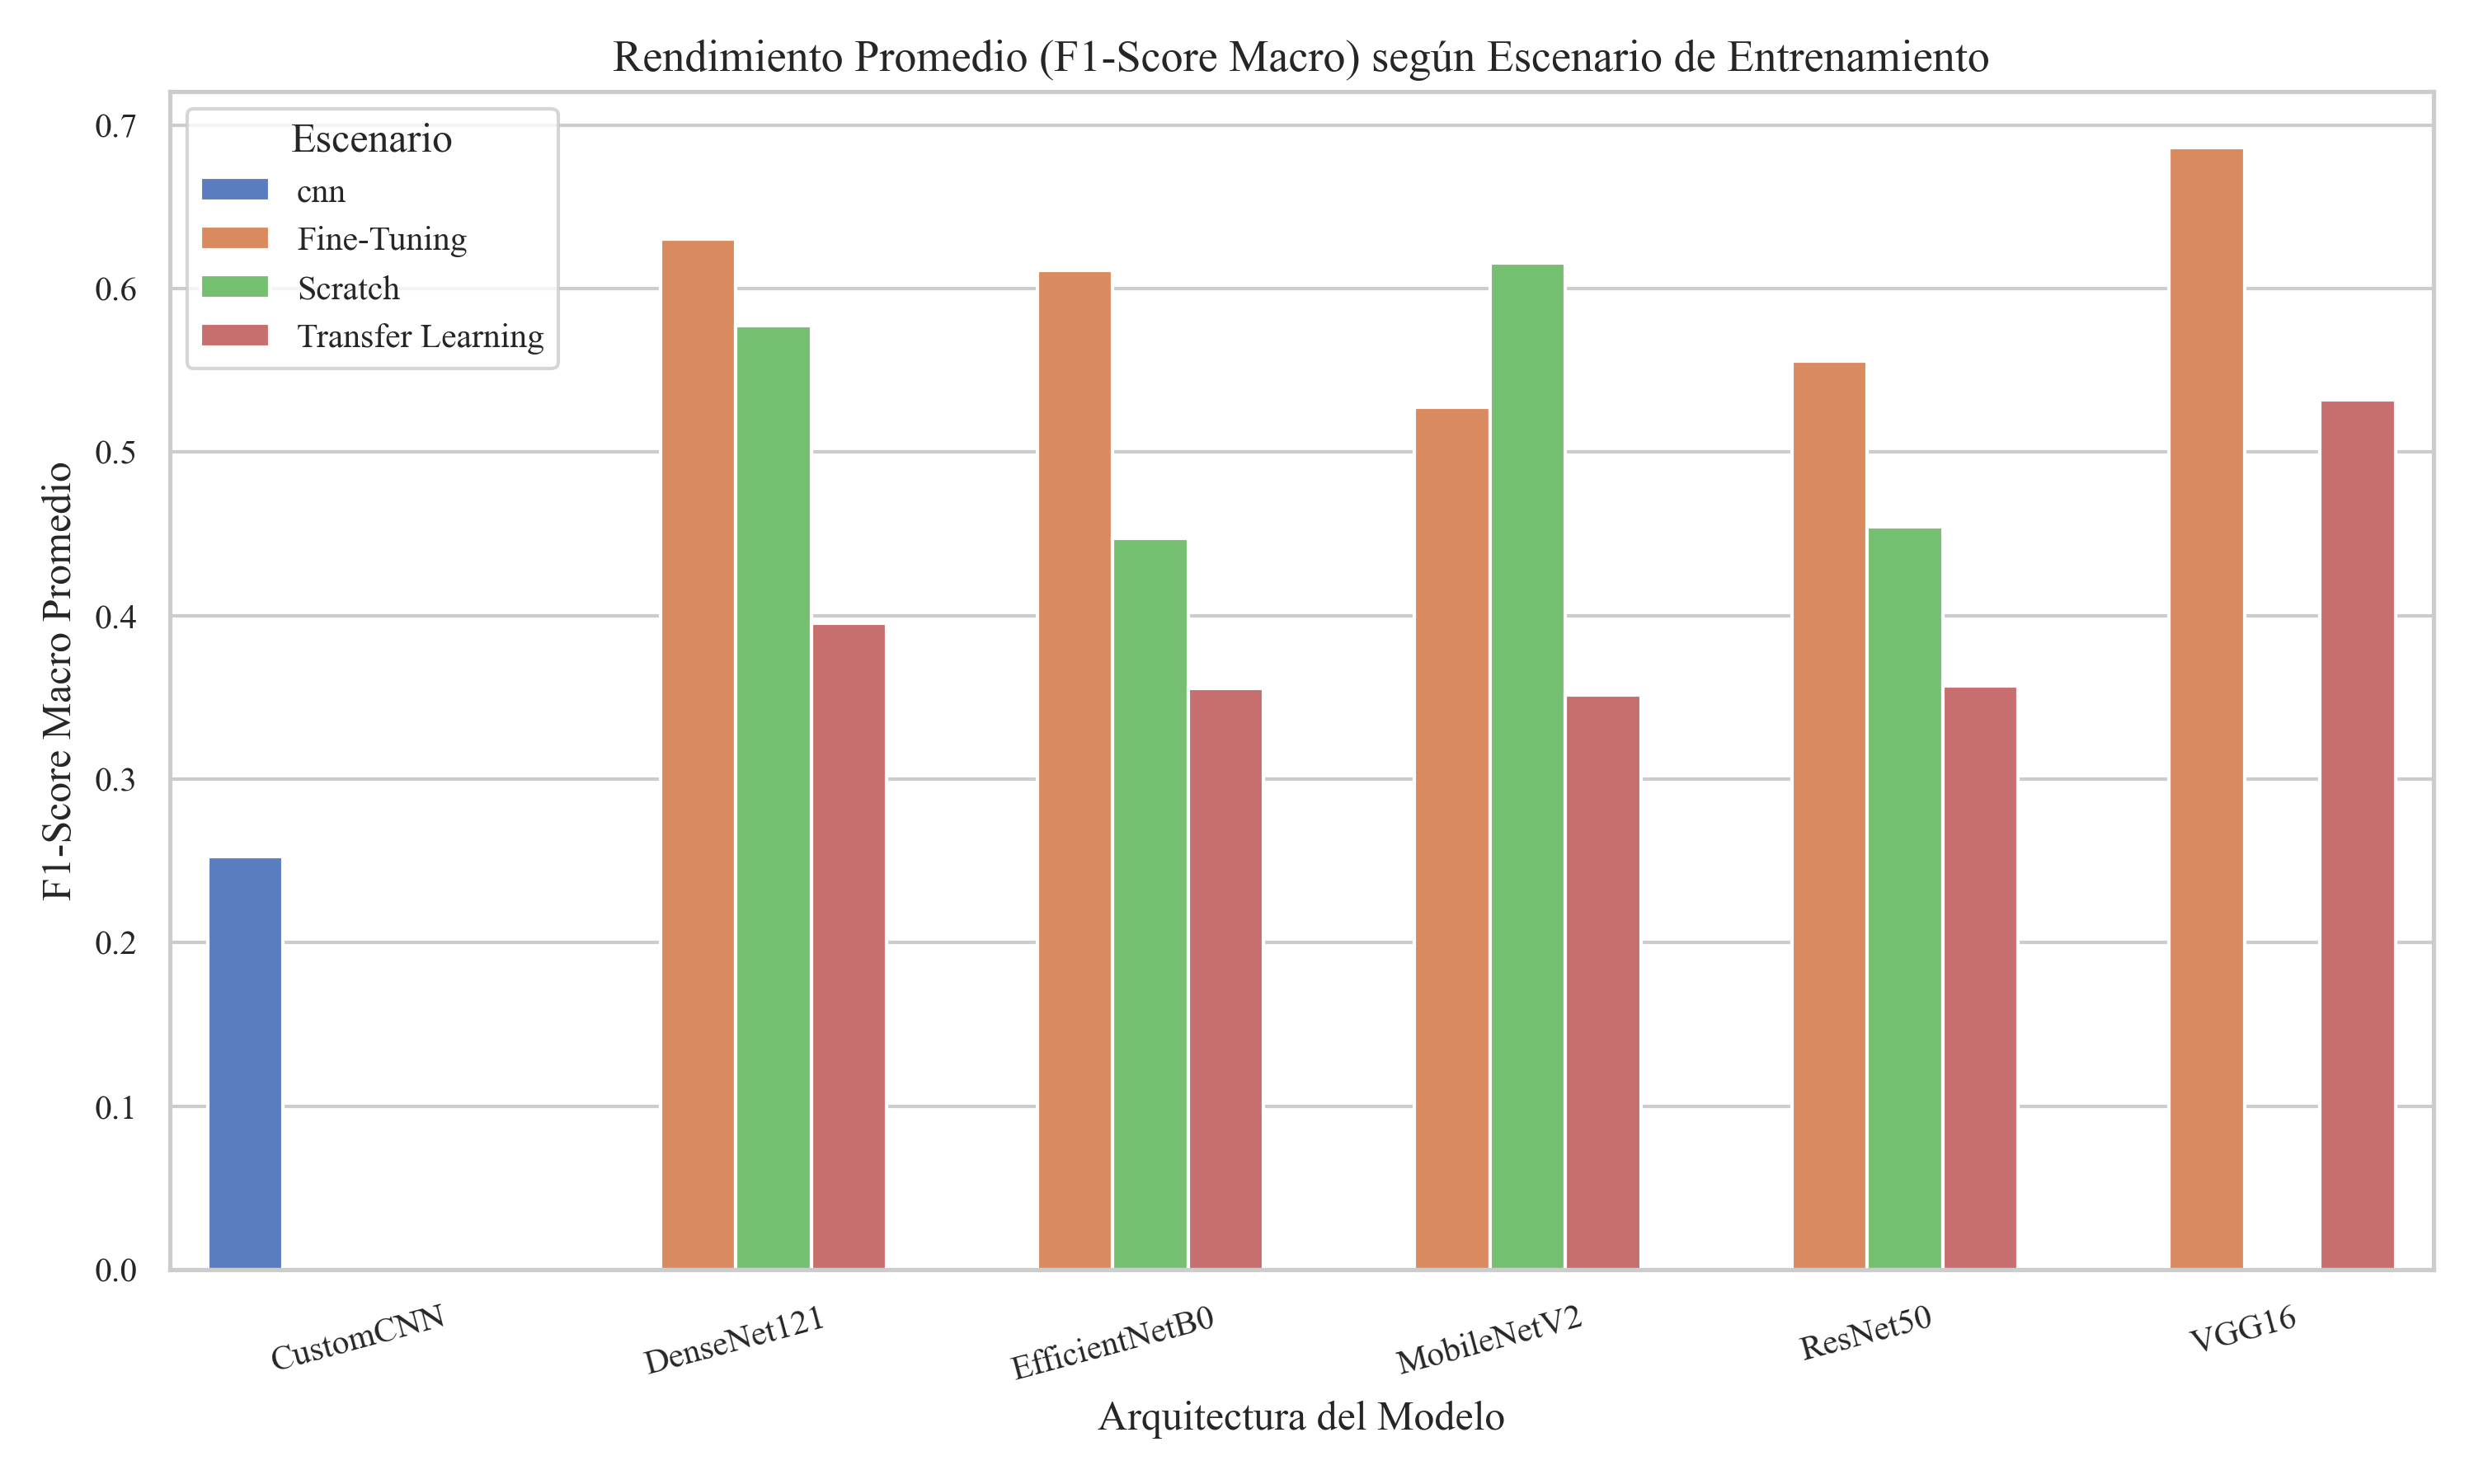 Rendimiento Promedio (F1-Score Macro) según Escenario de Entrenamiento
Escenario
cnn
Fine-Tuning
Scratch
Transfer Learning
F1-Score Macro Promedio
0.7
0.6
0.5
0.4
0.3
0.2
0.1
0.0
CustomCNN
DenseNet121
EfficientNetB0
MobileNetV2
ResNet50
VGG16
Arquitectura del Modelo